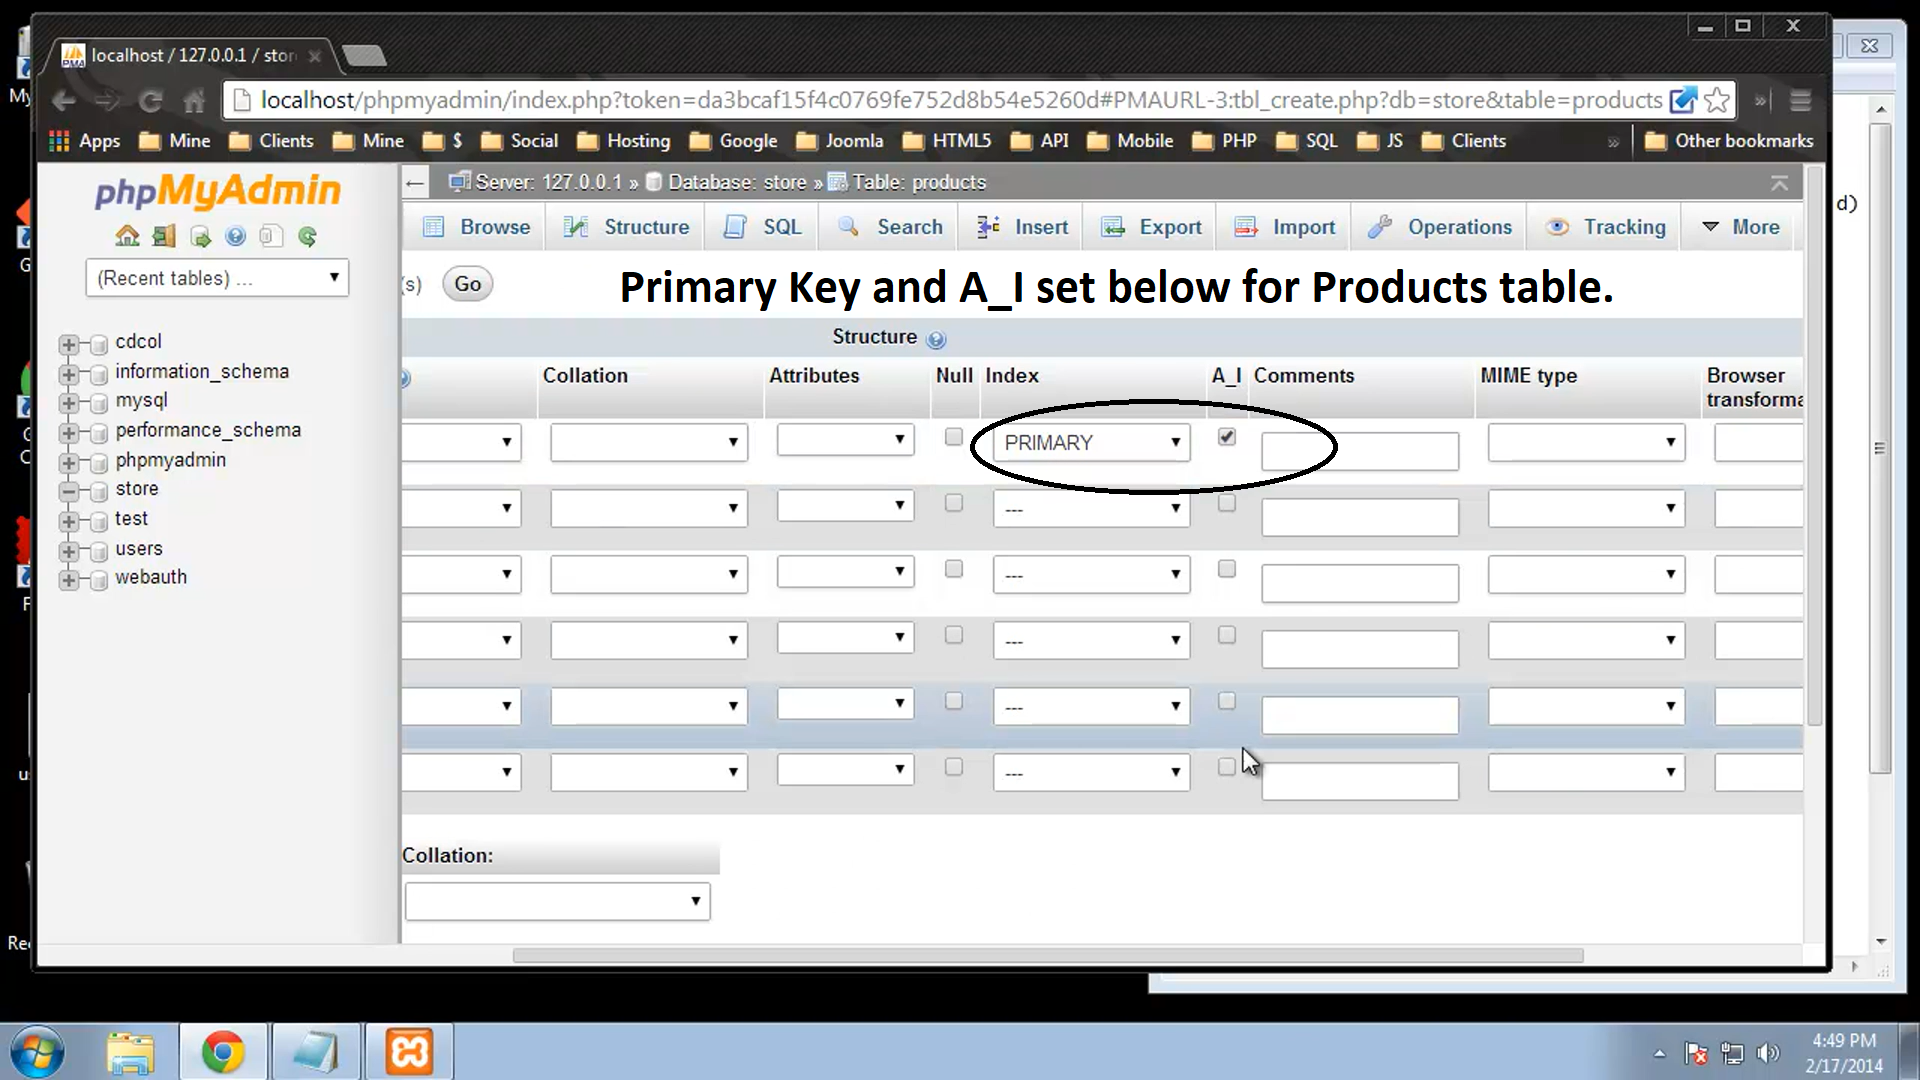 localhost / 127.0.0.1 / stor
localhost/phpmyadmin/index.php?token=da3bcaf15f4c0769fe752d8b54e5260d#PMAURL-3:tbl_create.php?db=store&table=products
Apps Mine Clients Mine $ Social Hosting Google Joomla HTML5 API Mobile PHP SQL JS Clients » Other bookmarks
phpMyAdmin
← Server: 127.0.0.1 » Database: store » Table: products
Browse Structure SQL Search Insert Export Import Operations Tracking More
(Recent tables) ...
(s) Go
Primary Key and A_I set below for Products table.
Structure
Collation Attributes Null Index A_I Comments MIME type Browser
transforma
cdcol
information_schema
mysql
performance_schema
phpmyadmin
store
test
users
webauth
PRIMARY
---
---
---
---
---
Collation:
d)
My
G
G
C
F
us
Re
4:49 PM
2/17/2014